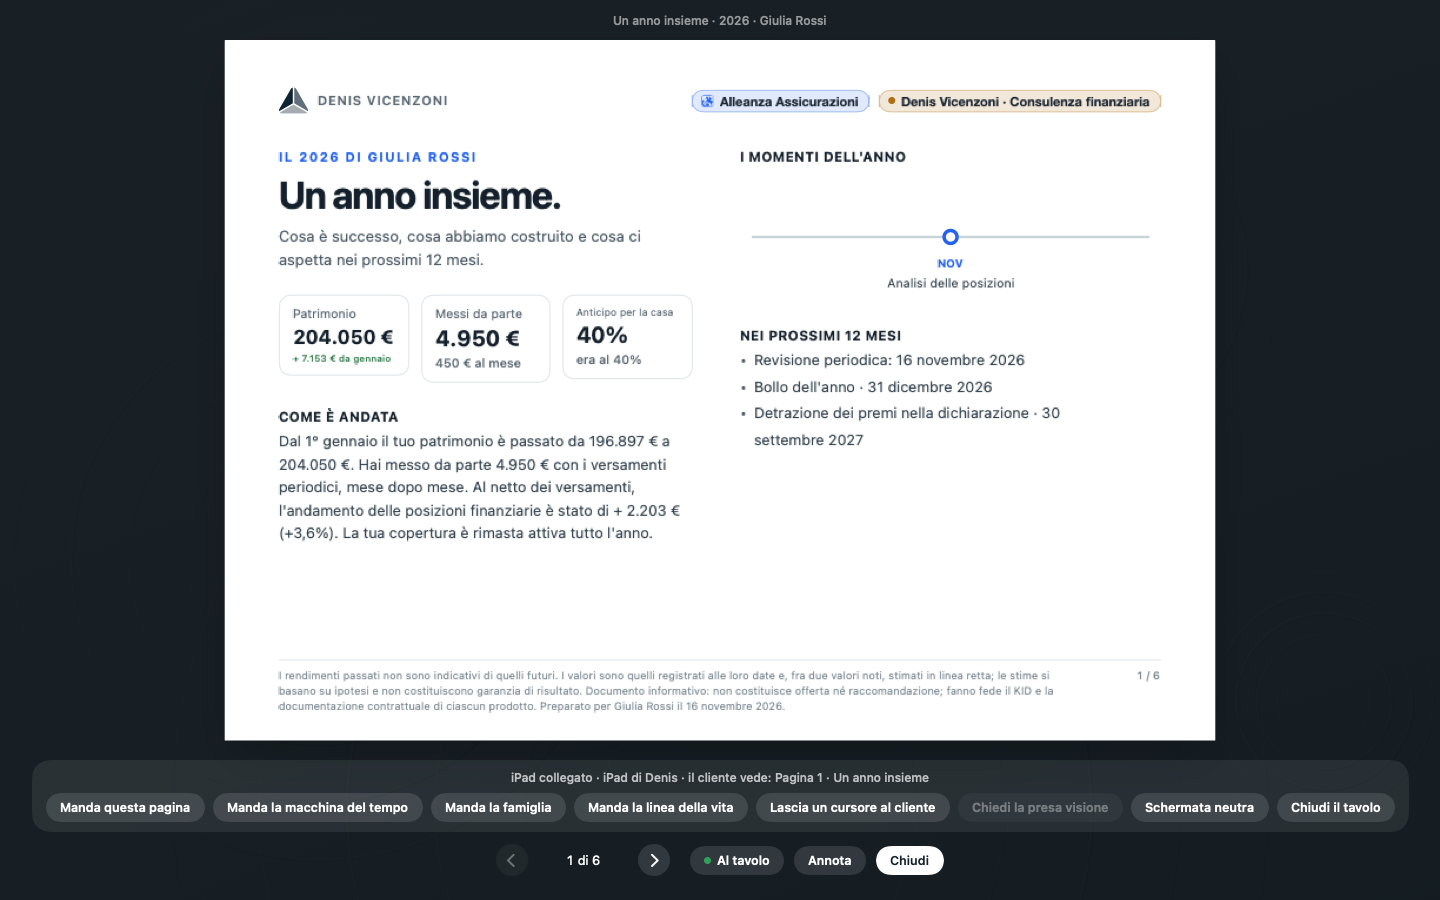 Un anno insieme · 2026 · Giulia Rossi
DENIS VICENZONI
Alleanza Assicurazioni
Denis Vicenzoni · Consulenza finanziaria
IL 2026 DI GIULIA ROSSI
Un anno insieme.
Cosa è successo, cosa abbiamo costruito e cosa ci
aspetta nei prossimi 12 mesi.
Patrimonio
204.050 €
+ 7.153 € da gennaio
Messi da parte
4.950 €
450 € al mese
Anticipo per la casa
40%
era al 40%
COME È ANDATA
Dal 1° gennaio il tuo patrimonio è passato da 196.897 € a
204.050 €. Hai messo da parte 4.950 € con i versamenti
periodici, mese dopo mese. Al netto dei versamenti,
l'andamento delle posizioni finanziarie è stato di + 2.203 €
(+3,6%). La tua copertura è rimasta attiva tutto l'anno.
I MOMENTI DELL'ANNO
NOV
Analisi delle posizioni
NEI PROSSIMI 12 MESI
• Revisione periodica: 16 novembre 2026
• Bollo dell'anno · 31 dicembre 2026
• Detrazione dei premi nella dichiarazione · 30
settembre 2027
I rendimenti passati non sono indicativi di quelli futuri. I valori sono quelli registrati alle loro date e, fra due valori noti, stimati in linea retta; le stime si
basano su ipotesi e non costituiscono garanzia di risultato. Documento informativo: non costituisce offerta né raccomandazione; fanno fede il KID e la
documentazione contrattuale di ciascun prodotto. Preparato per Giulia Rossi il 16 novembre 2026.
1 / 6
iPad collegato · iPad di Denis · il cliente vede: Pagina 1 · Un anno insieme
Manda questa pagina
Manda la macchina del tempo
Manda la famiglia
Manda la linea della vita
Lascia un cursore al cliente
Chiedi la presa visione
Schermata neutra
Chiudi il tavolo
1 di 6
Al tavolo
Annota
Chiudi